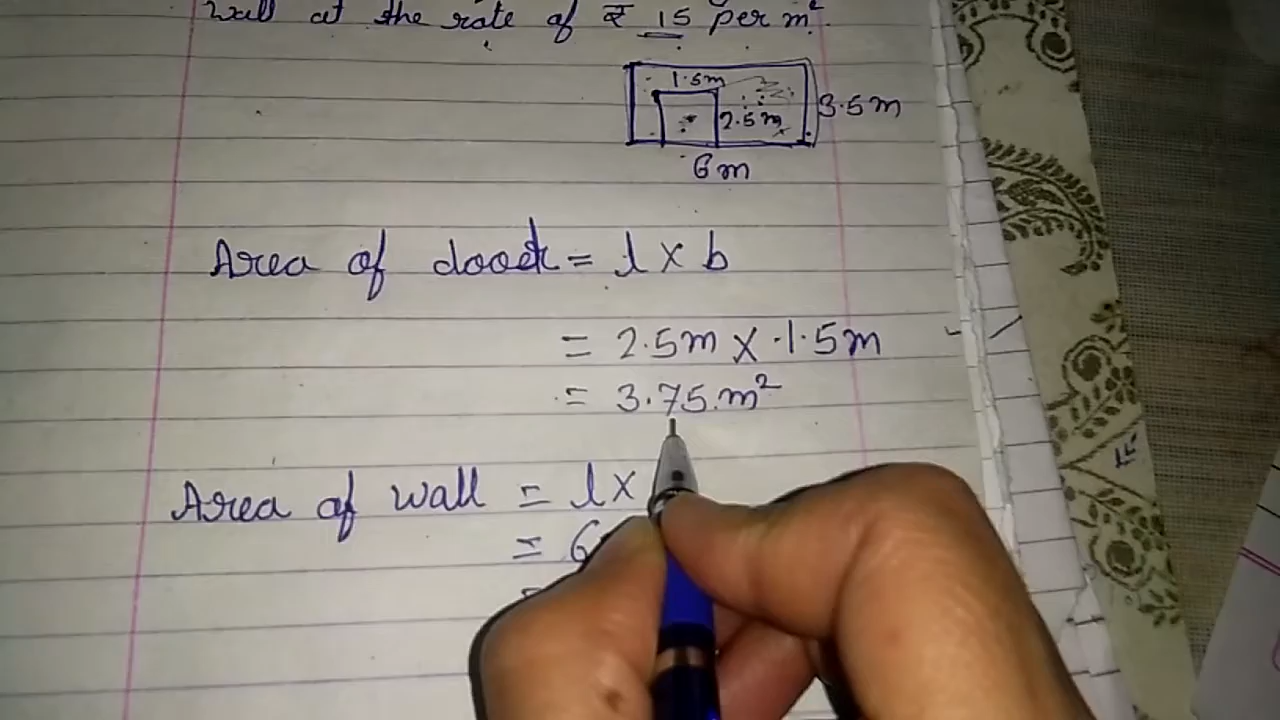 wall at the rate of ₹ 15 per m².
1.5m
2.5m
3.5m
6m
Area of door = l × b
= 2.5m × 1.5m
= 3.75 m²
Area of wall = l ×
= 6
=